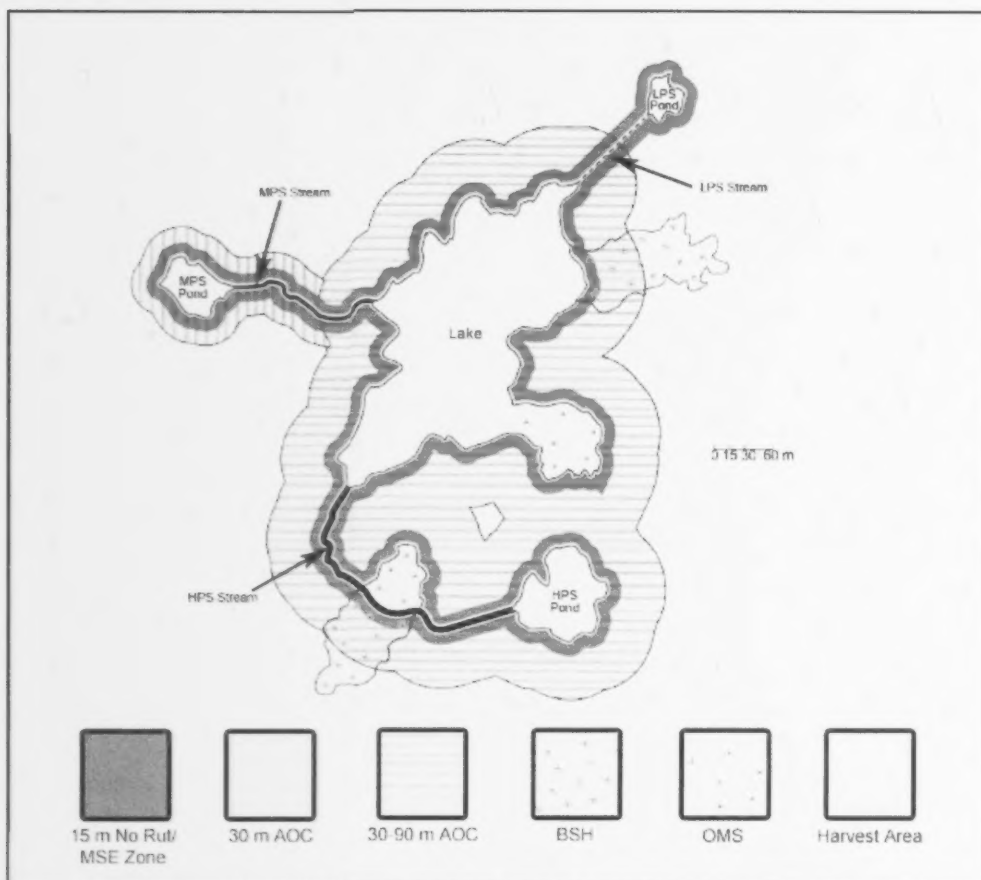 LPS
Pond
MPS Stream
LPS Stream
MPS
Pond
Lake
0 15 30 60 m
HPS Stream
HPS
Pond
15 m No Rut/
MSE Zone
30 m AOC
30-90 m AOC
BSH
OMS
Harvest Area